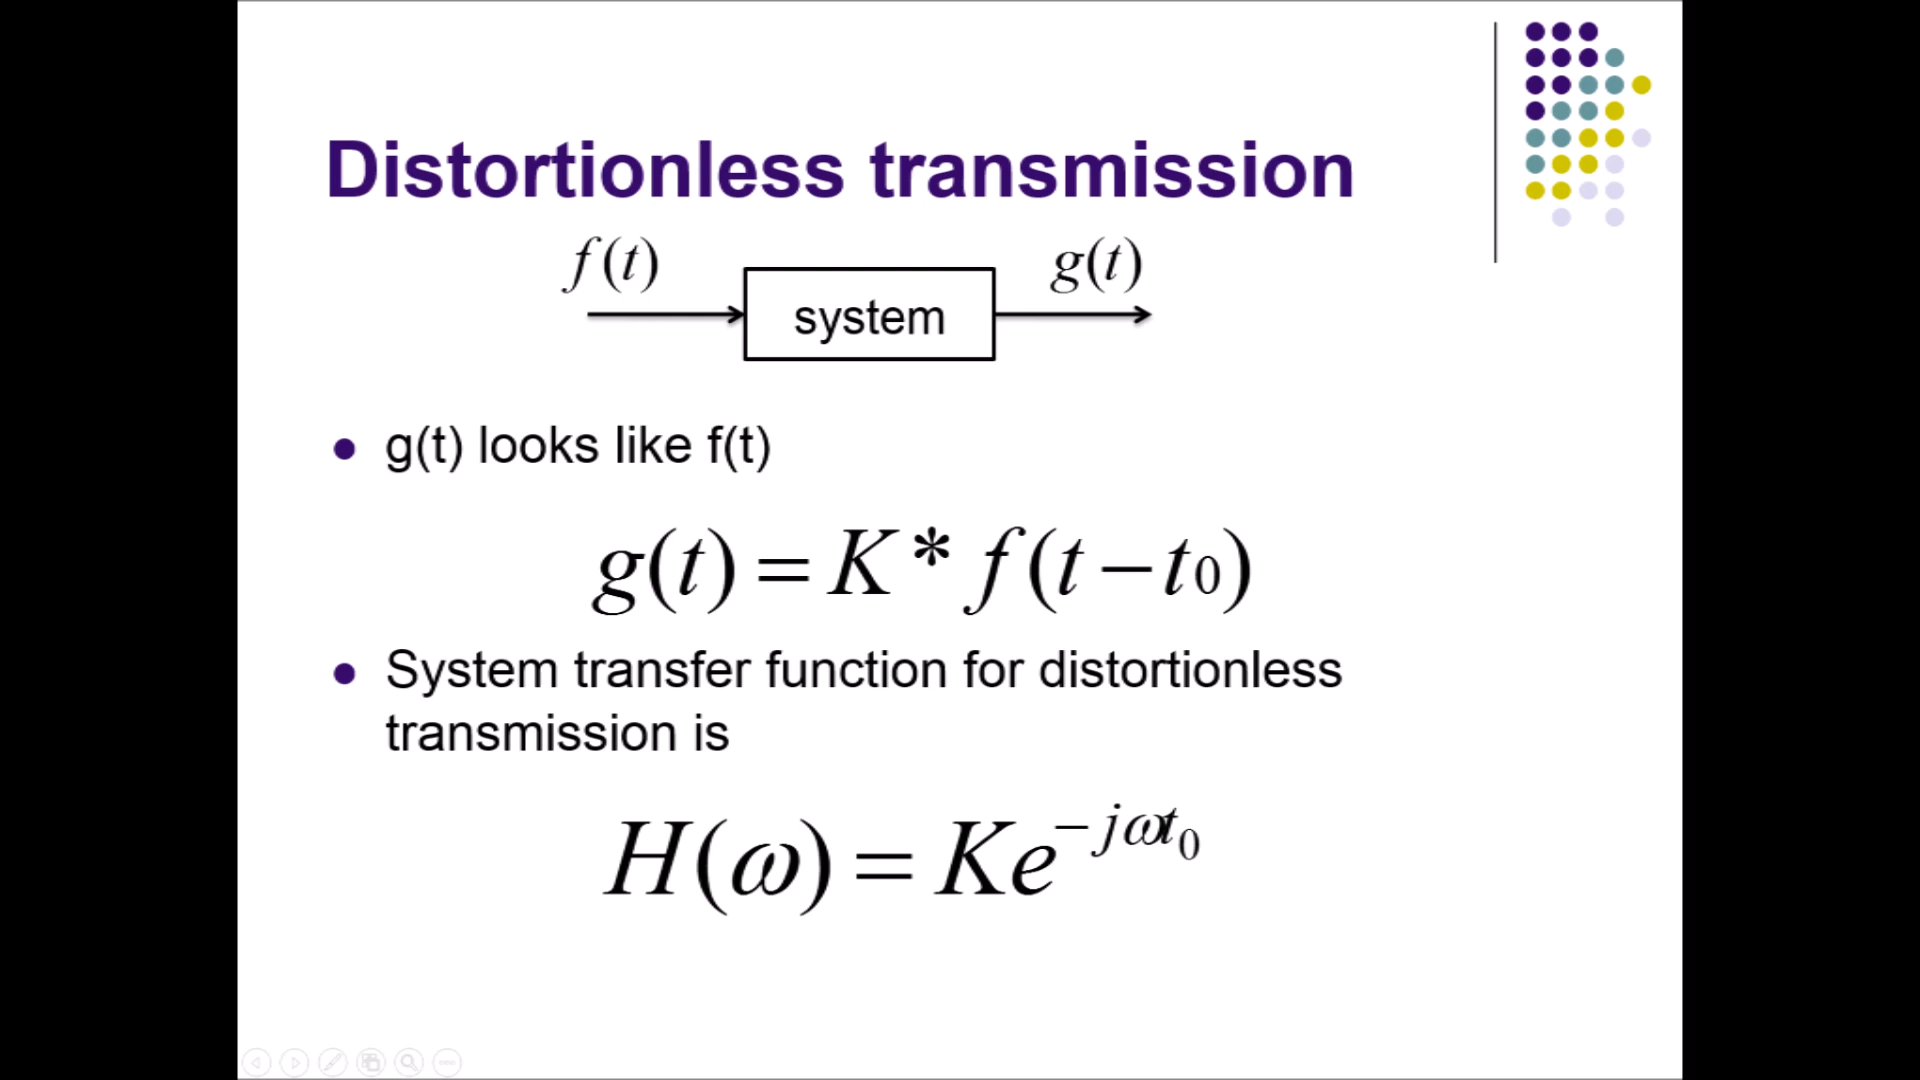 Distortionless transmission
f(t)
g(t)
system
g(t) looks like f(t)
g(t) = K * f(t − t₀)
System transfer function for distortionless
transmission is
H(ω) = Ke^{−jωt₀}